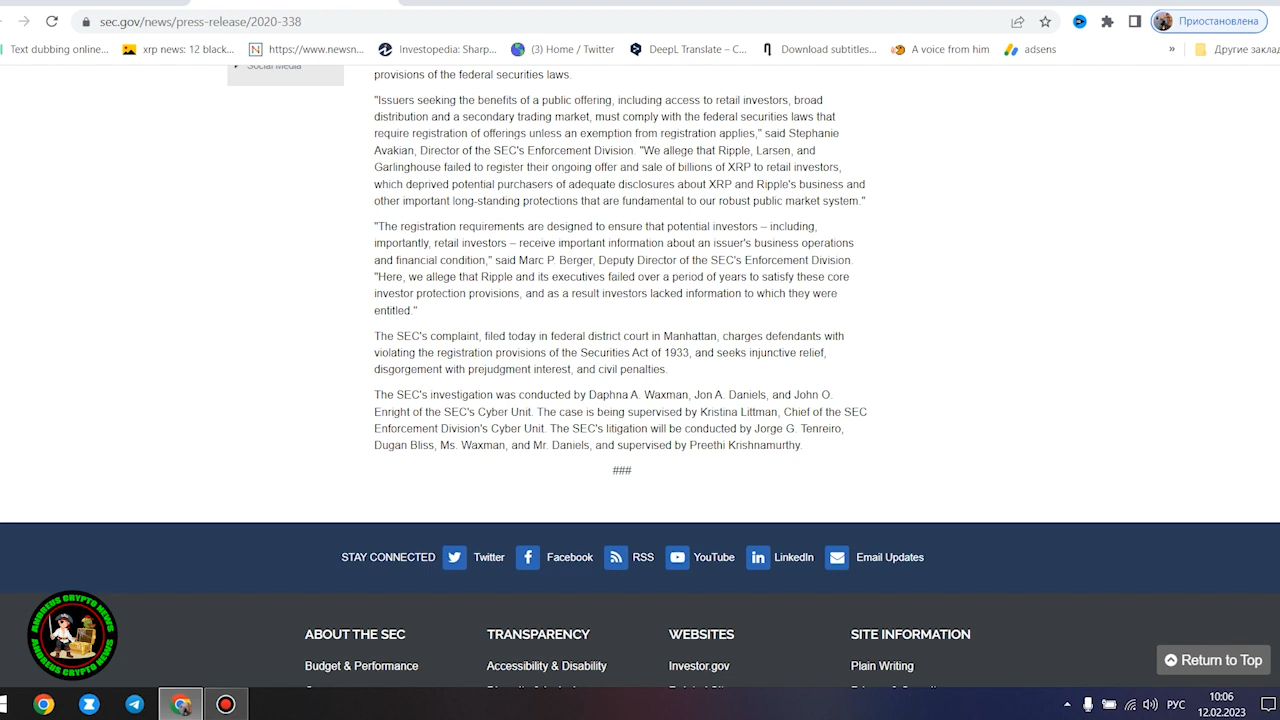 sec.gov/news/press-release/2020-338
Приостановлена
Text dubbing online...
xrp news: 12 black...
https://www.newsn...
Investopedia: Sharp...
(3) Home / Twitter
DeepL Translate – C...
Download subtitles...
A voice from him
adsens
»
Другие заклад
Social Media
provisions of the federal securities laws.
"Issuers seeking the benefits of a public offering, including access to retail investors, broad
distribution and a secondary trading market, must comply with the federal securities laws that
require registration of offerings unless an exemption from registration applies," said Stephanie
Avakian, Director of the SEC's Enforcement Division. "We allege that Ripple, Larsen, and
Garlinghouse failed to register their ongoing offer and sale of billions of XRP to retail investors,
which deprived potential purchasers of adequate disclosures about XRP and Ripple's business and
other important long-standing protections that are fundamental to our robust public market system."
"The registration requirements are designed to ensure that potential investors – including,
importantly, retail investors – receive important information about an issuer's business operations
and financial condition," said Marc P. Berger, Deputy Director of the SEC's Enforcement Division.
"Here, we allege that Ripple and its executives failed over a period of years to satisfy these core
investor protection provisions, and as a result investors lacked information to which they were
entitled."
The SEC's complaint, filed today in federal district court in Manhattan, charges defendants with
violating the registration provisions of the Securities Act of 1933, and seeks injunctive relief,
disgorgement with prejudgment interest, and civil penalties.
The SEC's investigation was conducted by Daphna A. Waxman, Jon A. Daniels, and John O.
Enright of the SEC's Cyber Unit. The case is being supervised by Kristina Littman, Chief of the SEC
Enforcement Division's Cyber Unit. The SEC's litigation will be conducted by Jorge G. Tenreiro,
Dugan Bliss, Ms. Waxman, and Mr. Daniels, and supervised by Preethi Krishnamurthy.
###
STAY CONNECTED Twitter Facebook RSS YouTube LinkedIn Email Updates
ANDREUS CRYPTO NEWS
ANDREUS CRYPTO NEWS
ABOUT THE SEC TRANSPARENCY WEBSITES SITE INFORMATION
Budget & Performance Accessibility & Disability Investor.gov Plain Writing
Return to Top
РУС
10:06
12.02.2023